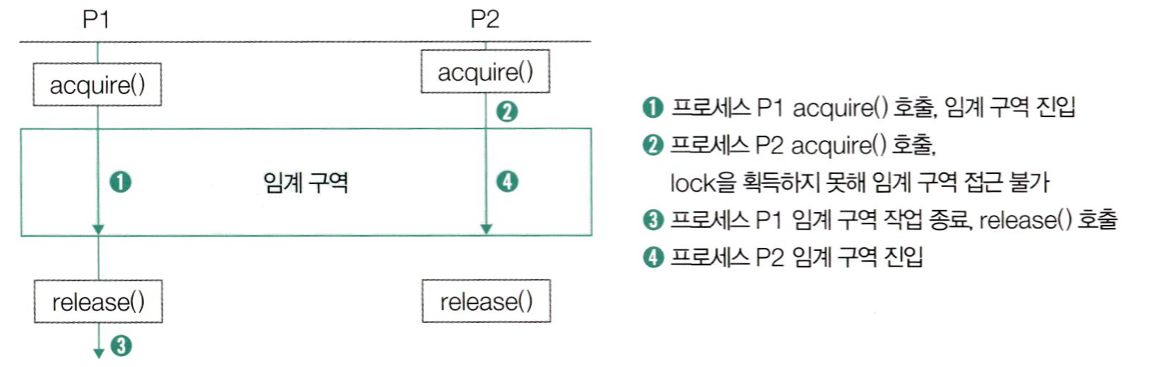 P1
P2
acquire()
acquire()
❷
❶
임계 구역
❹
release()
release()
❸
❶ 프로세스 P1 acquire() 호출, 임계 구역 진입
❷ 프로세스 P2 acquire() 호출,
lock을 획득하지 못해 임계 구역 접근 불가
❸ 프로세스 P1 임계 구역 작업 종료, release() 호출
❹ 프로세스 P2 임계 구역 진입